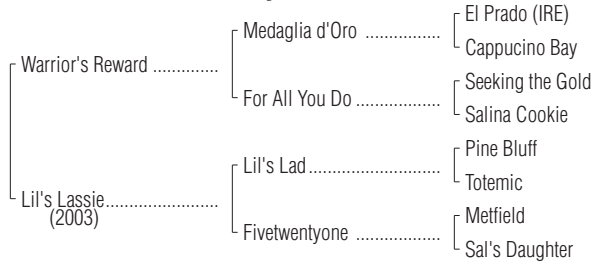 El Prado (IRE)
Medaglia d'Oro ................
Cappucino Bay
Warrior's Reward ..............
Seeking the Gold
For All You Do ..................
Salina Cookie
Pine Bluff
Lil's Lad ............................
Totemic
Lil's Lassie........................
(2003)
Metfield
Fivetwentyone ..................
Sal's Daughter